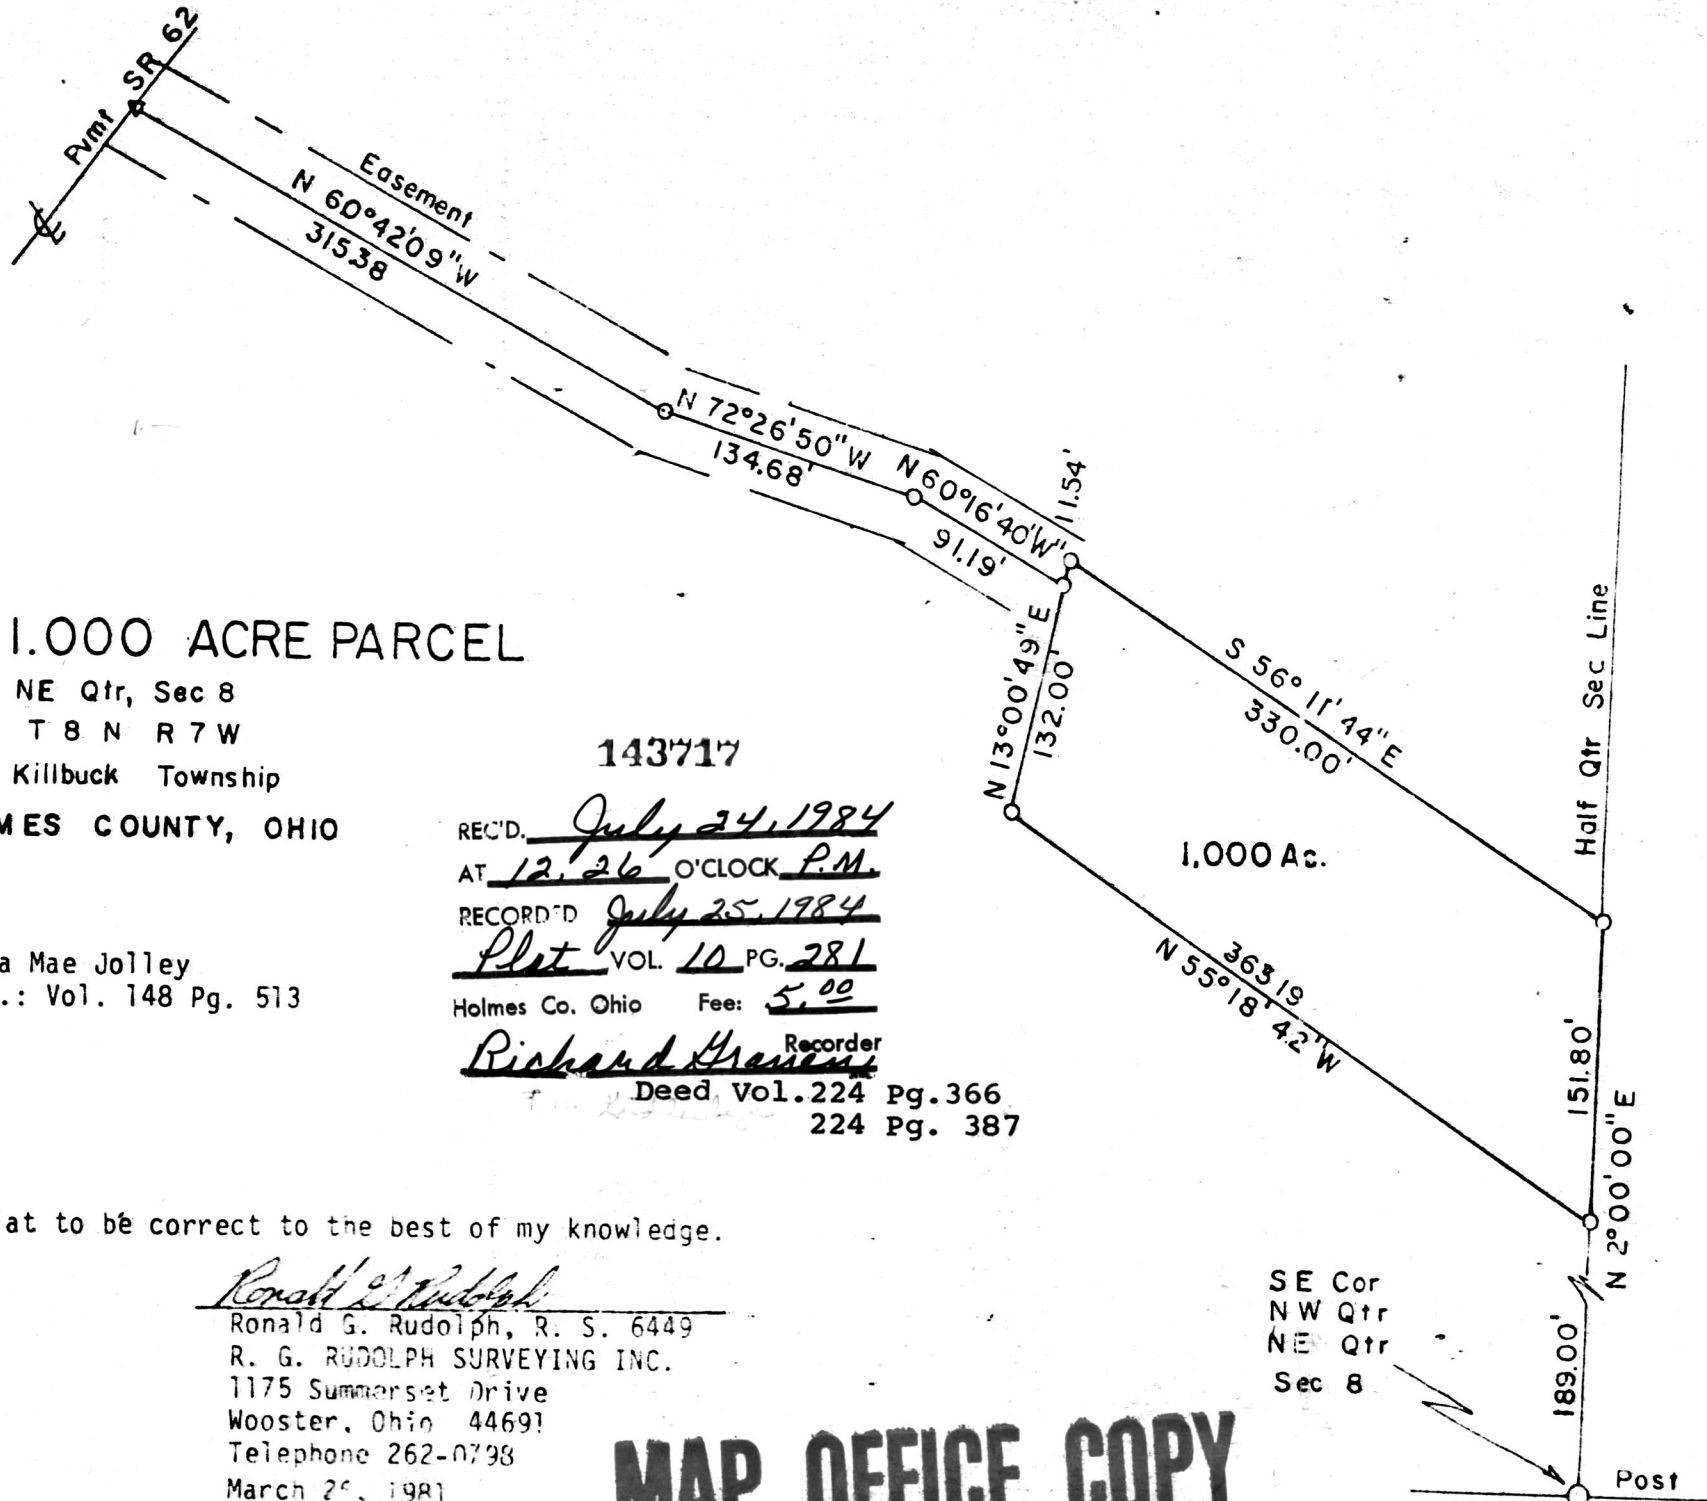 SR 62
Pvmt
Easement
N 60°42'09"W
315.38
N 72°26'50"W
134.68'
N 60°16'40"W
91.19'
11.54'
N 13°00'49" E
132.00'
S 56° 11' 44" E
330.00'
Half Qtr Sec Line
1.000 Ac.
363.19
N 55°18' 42"W
151.80'
N 2°00'00" E
189.00'
SE Cor
NW Qtr
NE Qtr
Sec 8
Post
1.000 ACRE PARCEL
NE Qtr, Sec 8
T 8 N R 7 W
Killbuck Township
MES COUNTY, OHIO
a Mae Jolley
.: Vol. 148 Pg. 513
143717
REC'D. July 24, 1984
AT 12.26 O'CLOCK P.M.
RECORDED July 25, 1984
Plat VOL. 10 PG. 281
Holmes Co. Ohio Fee: 5.00
Richard
Recorder
Deed Vol.224 Pg.366
224 Pg. 387
at to be correct to the best of my knowledge.
Ronald G Rudolph
Ronald G. Rudolph, R. S. 6449
R. G. RUDOLPH SURVEYING INC.
1175 Summerset Drive
Wooster, Ohio 44691
Telephone 262-0798
March 1981
MAP OFFICE COPY